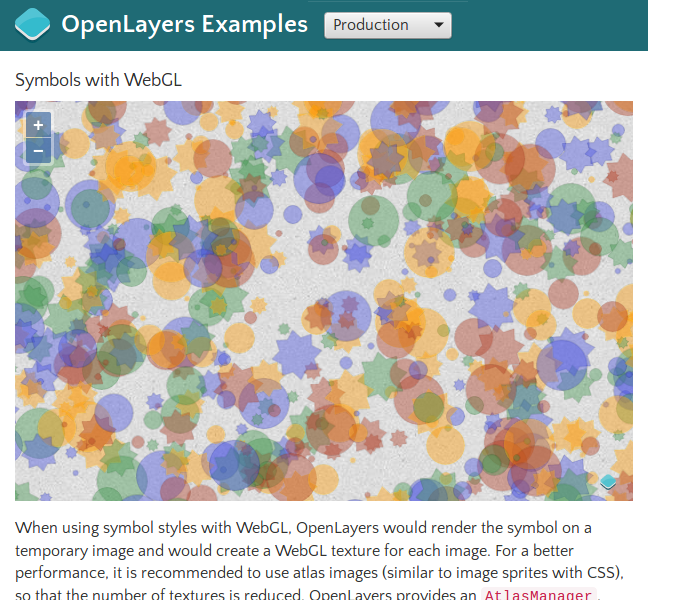 OpenLayers Examples
Production
Symbols with WebGL
+
−
When using symbol styles with WebGL, OpenLayers would render the symbol on a
temporary image and would create a WebGL texture for each image. For a better
performance, it is recommended to use atlas images (similar to image sprites with CSS),
so that the number of textures is reduced. OpenLayers provides an AtlasManager,